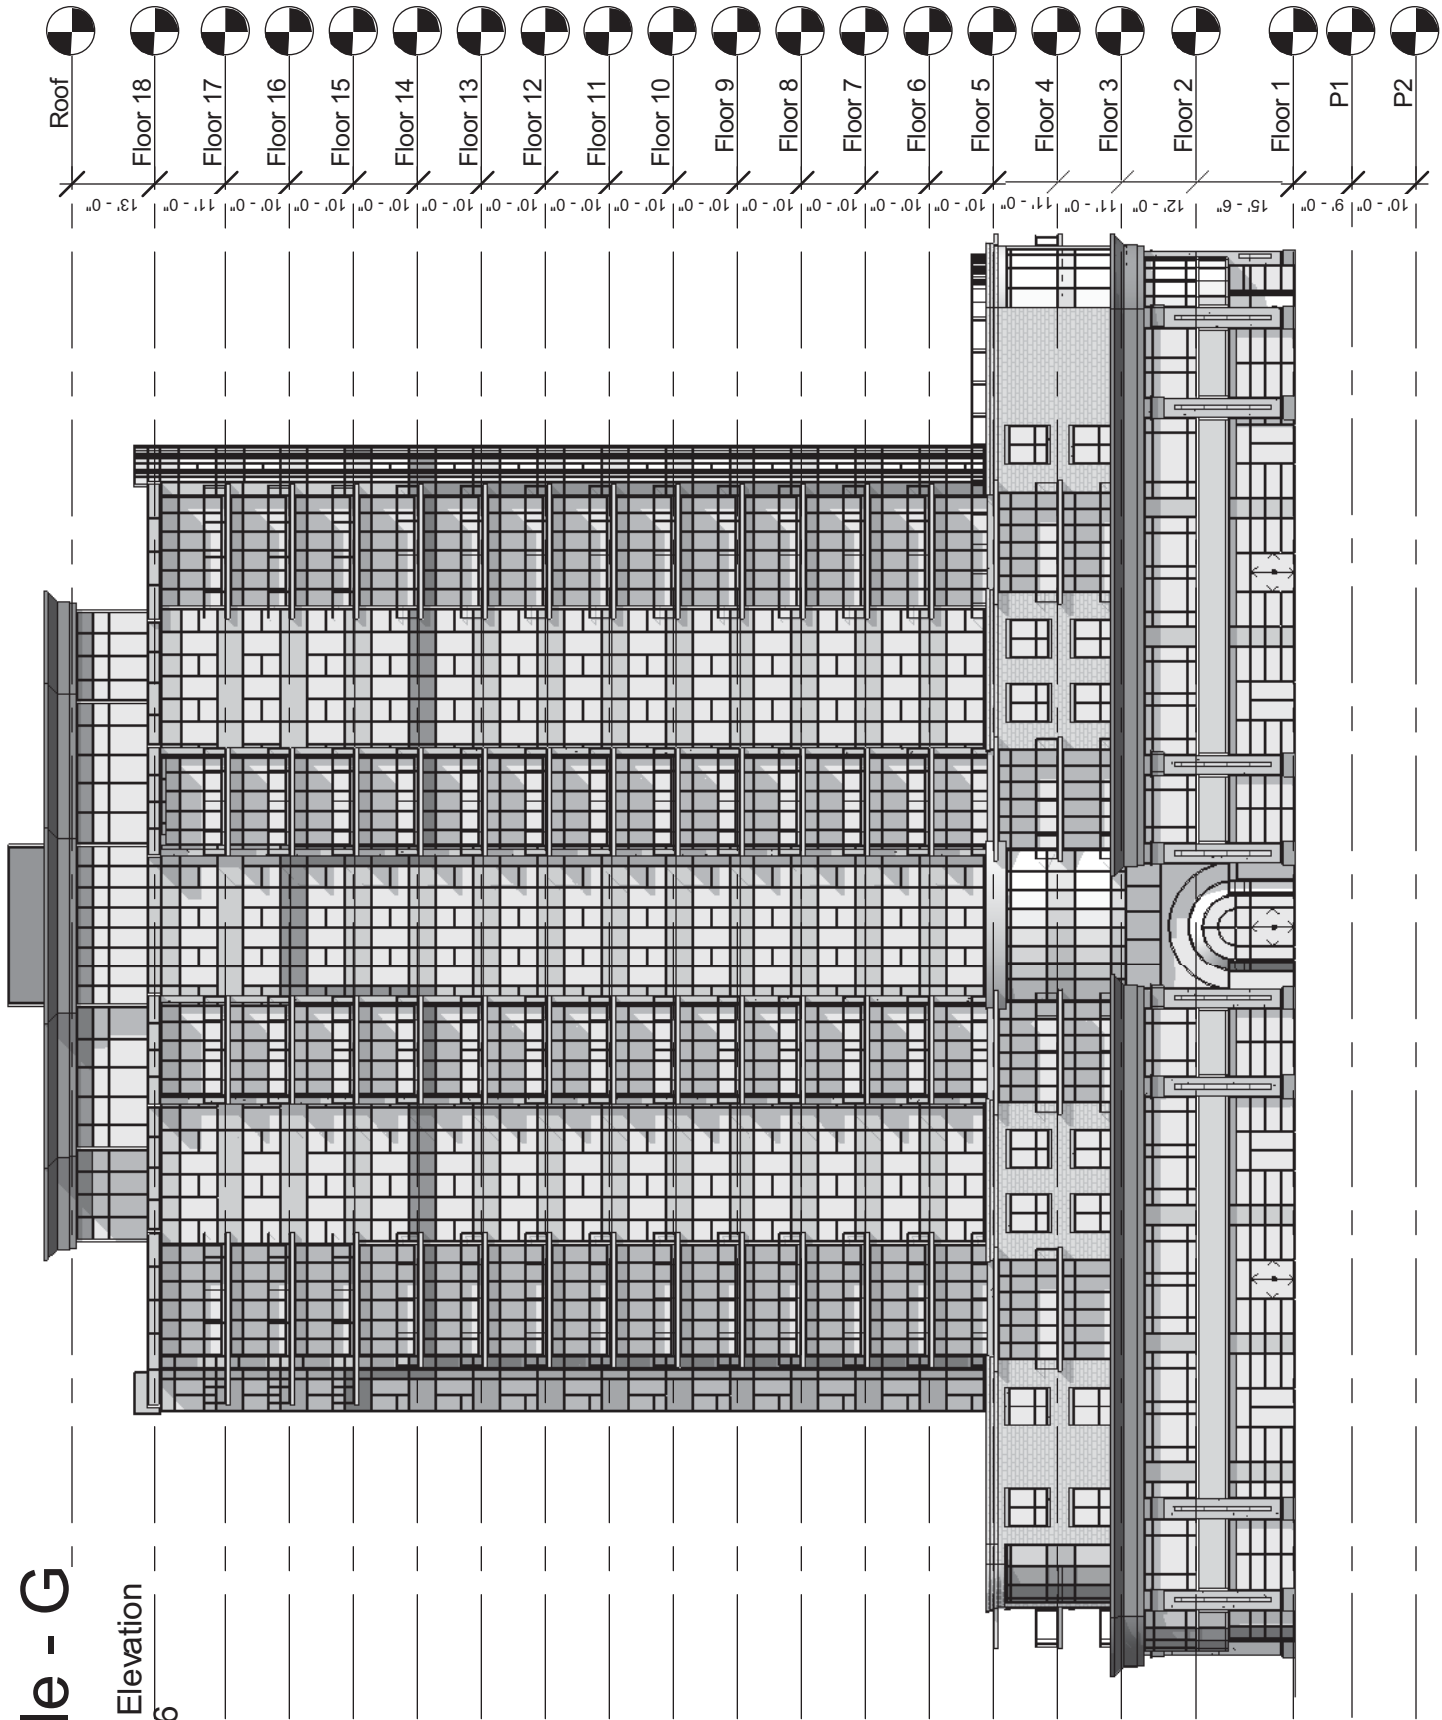 le - G
Elevation
6
Roof
13' - 0"
Floor 18
11' - 0"
Floor 17
10' - 0"
Floor 16
10' - 0"
Floor 15
10' - 0"
Floor 14
10' - 0"
Floor 13
10' - 0"
Floor 12
10' - 0"
Floor 11
10' - 0"
Floor 10
10' - 0"
Floor 9
10' - 0"
Floor 8
10' - 0"
Floor 7
10' - 0"
Floor 6
10' - 0"
Floor 5
11' - 0"
Floor 4
11' - 0"
Floor 3
12' - 0"
Floor 2
15' - 6"
Floor 1
9' - 0"
P1
10' - 0"
P2